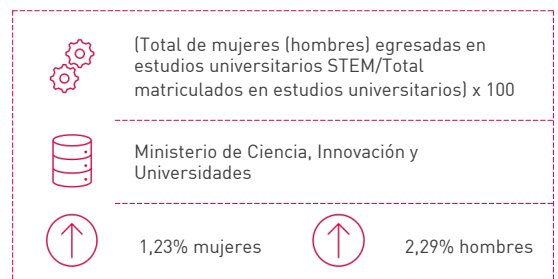 (Total de mujeres (hombres) egresadas en
estudios universitarios STEM/Total
matriculados en estudios universitarios) x 100
Ministerio de Ciencia, Innovación y
Universidades
1,23% mujeres
2,29% hombres